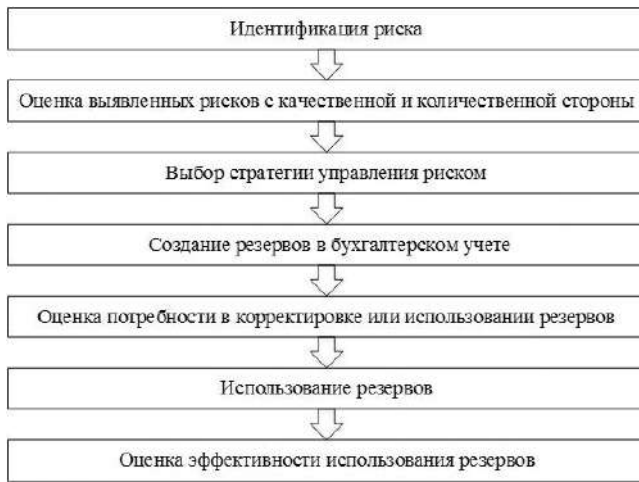 Идентификация риска
Оценка выявленных рисков с качественной и количественной стороны
Выбор стратегии управления риском
Создание резервов в бухгалтерском учете
Оценка потребности в корректировке или использовании резервов
Использование резервов
Оценка эффективности использования резервов